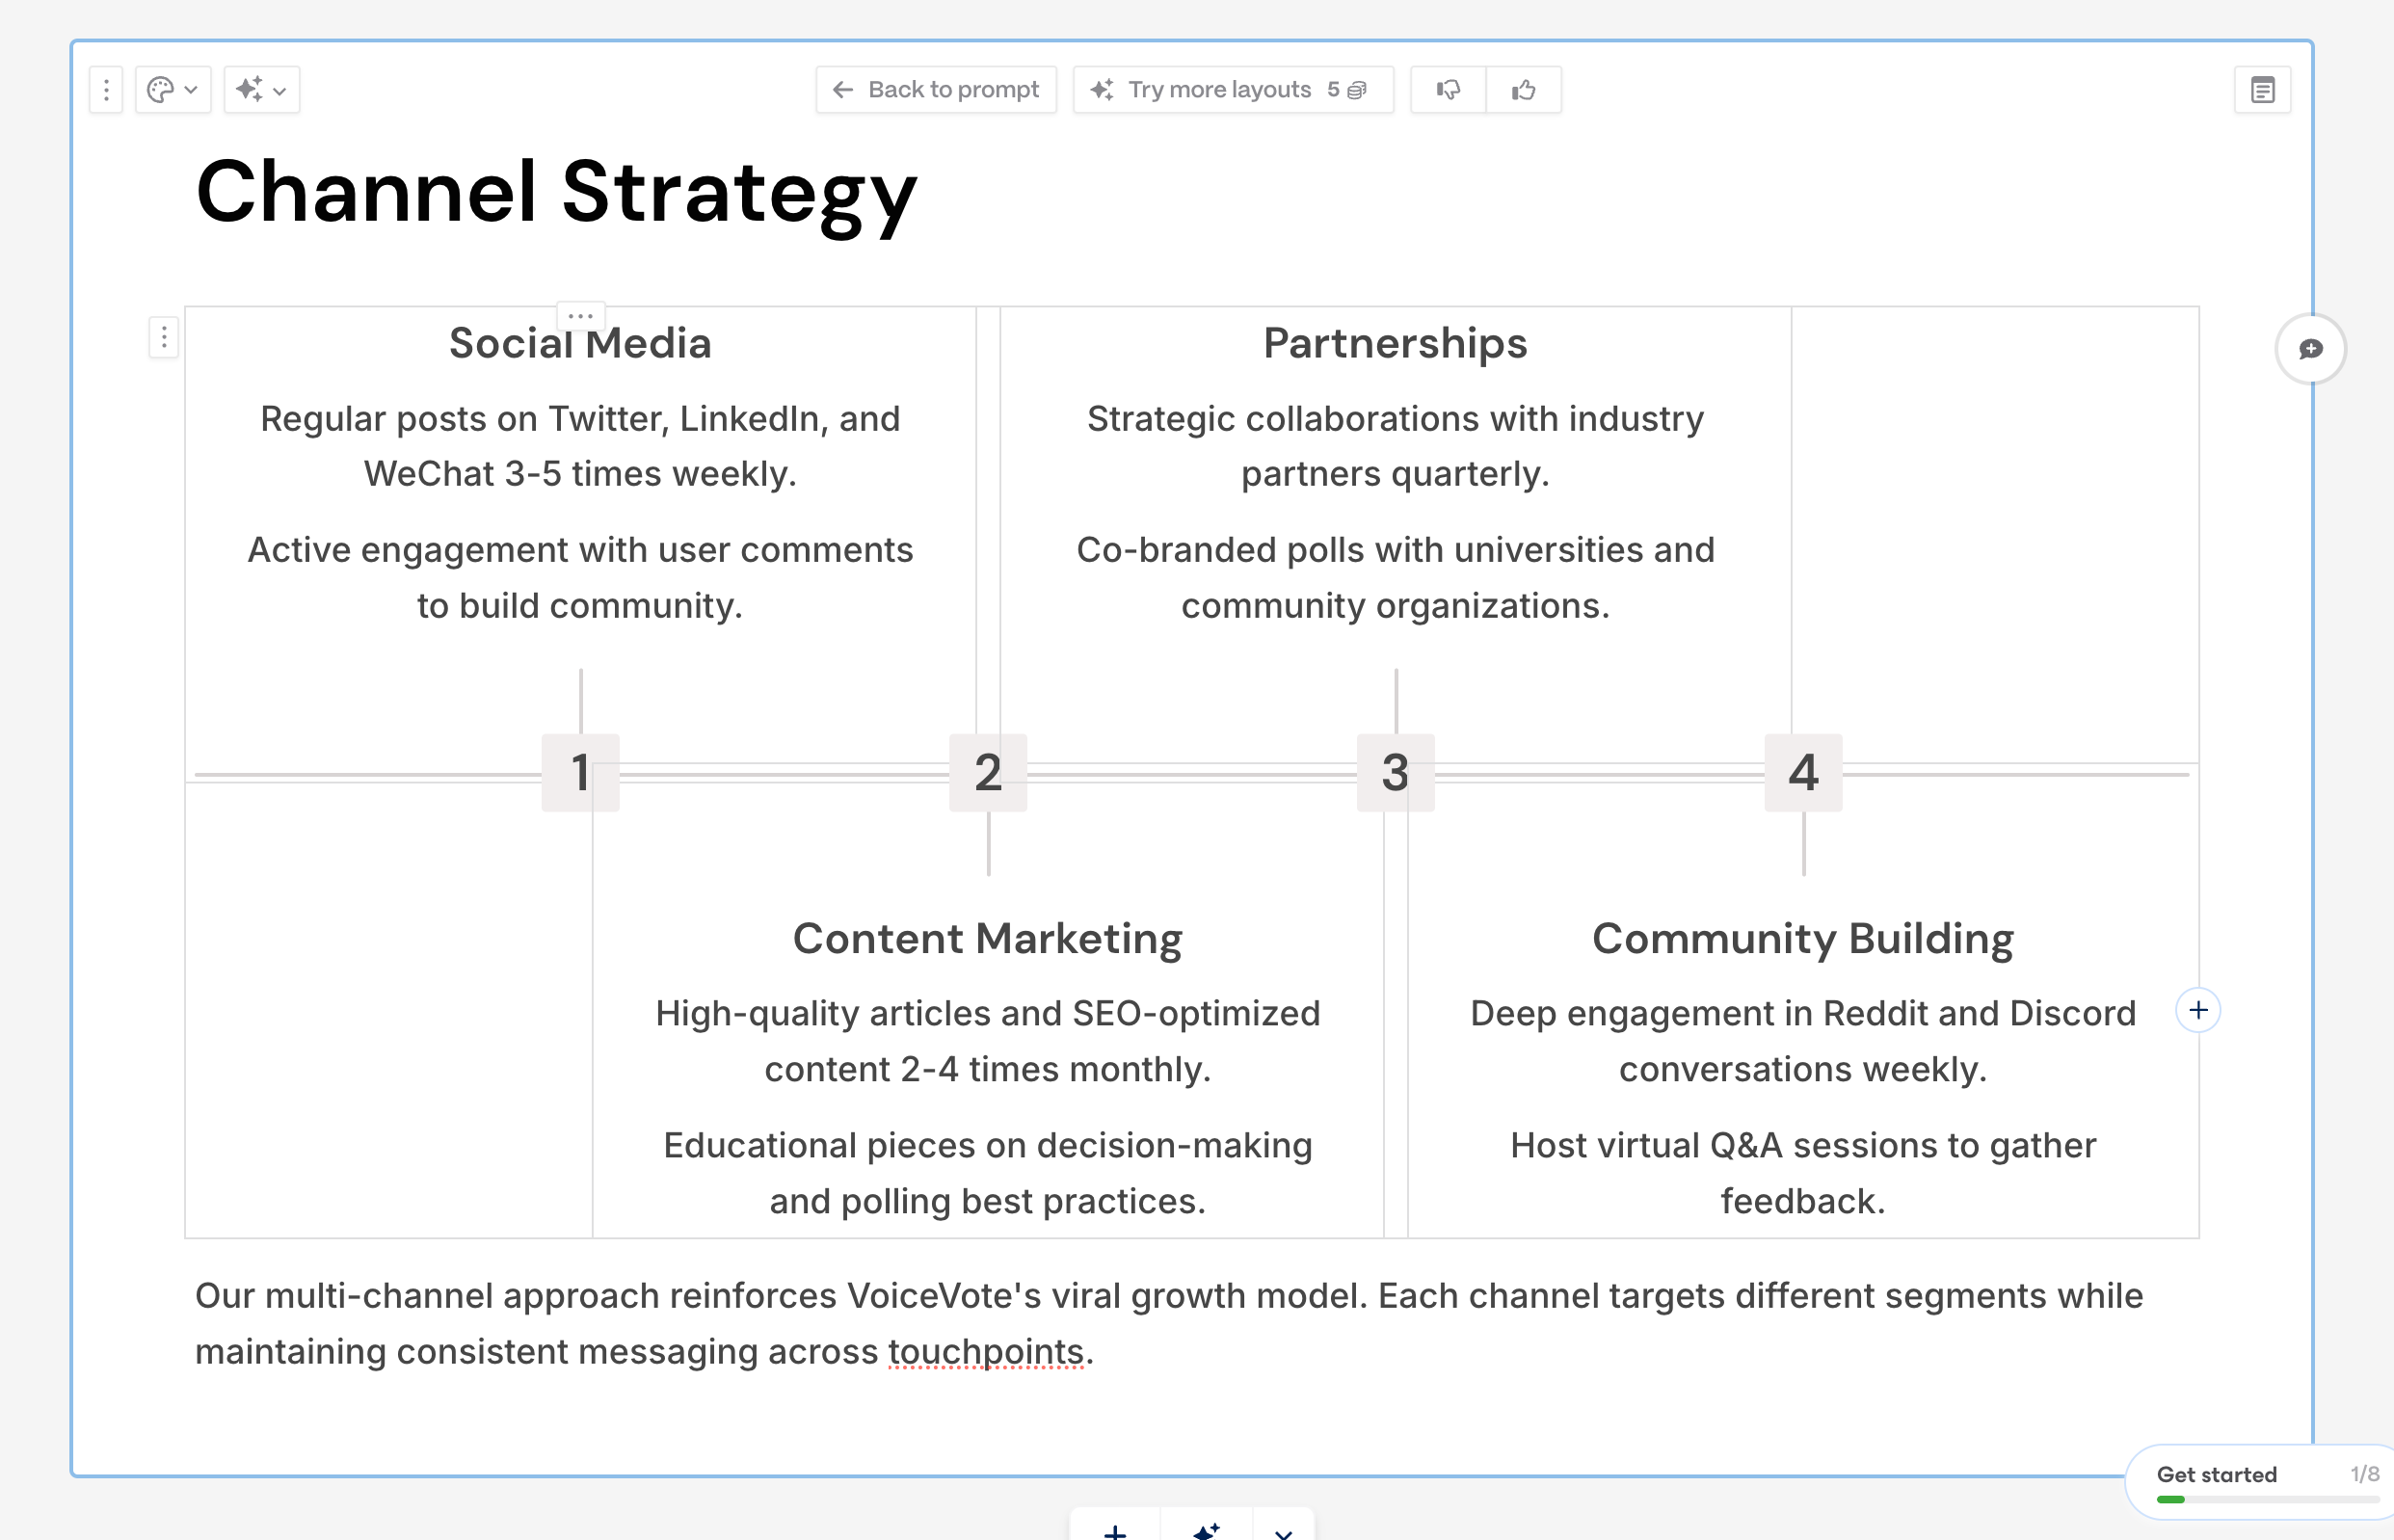 Back to prompt
Try more layouts 5
Channel Strategy
Social Media
Regular posts on Twitter, LinkedIn, and
WeChat 3-5 times weekly.
Active engagement with user comments
to build community.
Partnerships
Strategic collaborations with industry
partners quarterly.
Co-branded polls with universities and
community organizations.
1
2
3
4
Content Marketing
High-quality articles and SEO-optimized
content 2-4 times monthly.
Educational pieces on decision-making
and polling best practices.
Community Building
Deep engagement in Reddit and Discord
conversations weekly.
Host virtual Q&A sessions to gather
feedback.
Our multi-channel approach reinforces VoiceVote's viral growth model. Each channel targets different segments while
maintaining consistent messaging across touchpoints.
Get started 1/8